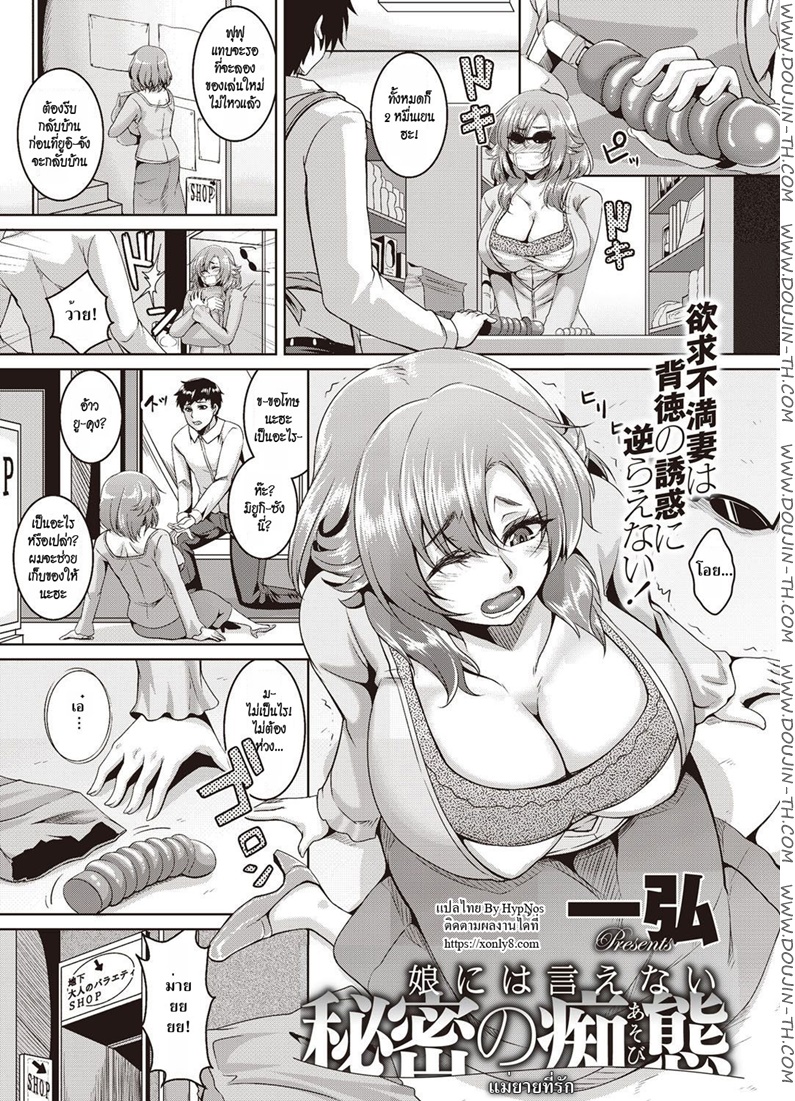 ทั้งหมดก็
2 หมื่นเยน
ฮะ!
ドキ
ドキ
ピッ
ฟุฟุ
แทบจะรอ
ที่จะลอง
ของเล่นใหม่
ไม่ไหวแล้ว
ต้องรีบ
กลับบ้าน
ก่อนที่ยูอิ-จัง
จะกลับบ้าน
SHOP
ว้าย!
欲求不満妻は
背徳の誘惑に
逆らえない!
โอย...
ข-ขอโทษ
นะฮะ
เป็นอะไร-
ห๊ะ?
มิยูกิ-ซัง
นี่?
อ้าว
ยู-คุง?
เป็นอะไร
หรือเปล่า?
ผมจะช่วย
เก็บของให้
นะฮะ
P
ม-
ไม่เป็นไร!
ไม่ต้อง
ห่วง...
เอ๋
...
ม่าย
ยย
ยย!
地下
大人のバラエティ
SHOP
SHOP
แปลไทย By HypNos
ติดตามผลงานได้ที่
https://xonly8.com
一弘
Presents
娘には言えない
秘密の痴態
あそび
แม่ยายที่รัก
WWW.DOUJIN-TH.COM WWW.DOUJIN-TH.COM WWW.DOUJIN-TH.COM WWW.DOUJIN-TH.COM WWW.DOUJIN-TH.COM